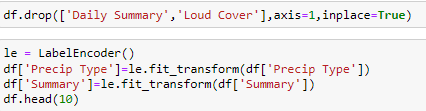 df.drop(['Daily Summary','Loud Cover'],axis=1,inplace=True)
le = LabelEncoder()
df['Precip Type']=le.fit_transform(df['Precip Type'])
df['Summary']=le.fit_transform(df['Summary'])
df.head(10)